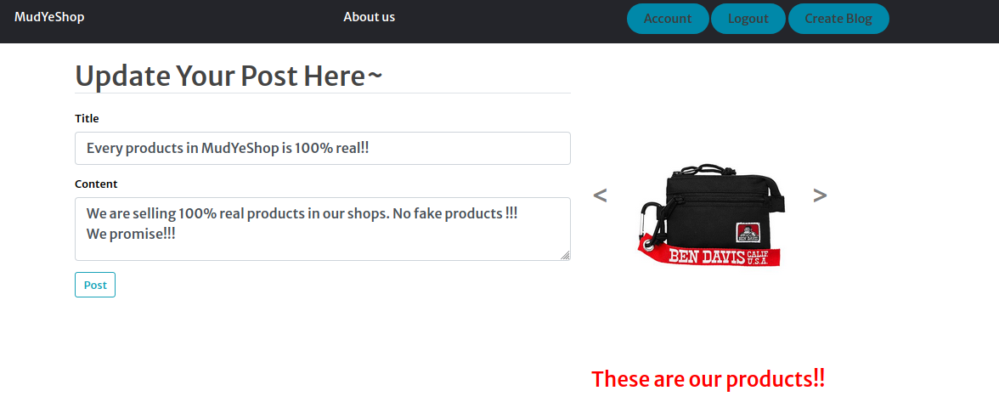 MudYeShop About us Account Logout Create Blog
Update Your Post Here~
Title
Every products in MudYeShop is 100% real!!
Content
We are selling 100% real products in our shops. No fake products !!!
We promise!!!
Post
<
>
BEN DAVIS
BEN DAVIS CALIF
U.S.A.
These are our products!!